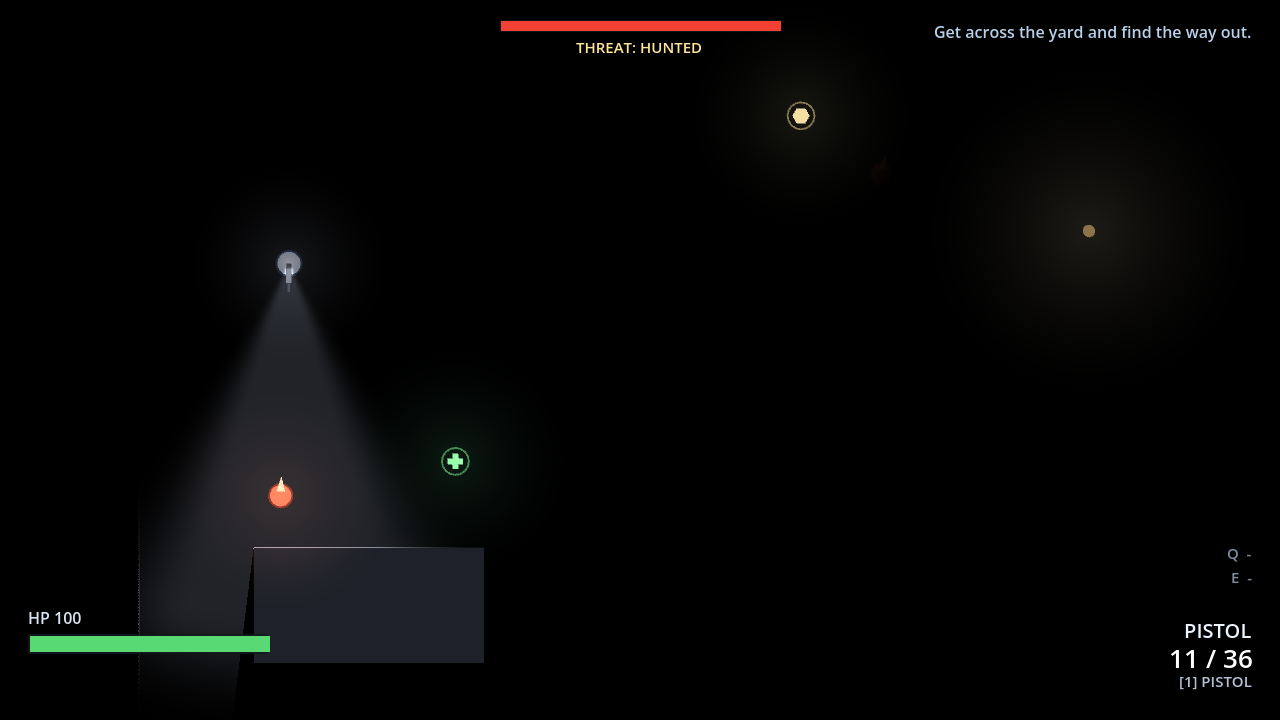 THREAT: HUNTED
Get across the yard and find the way out.
Q -
E -
HP 100
PISTOL
11 / 36
[1] PISTOL